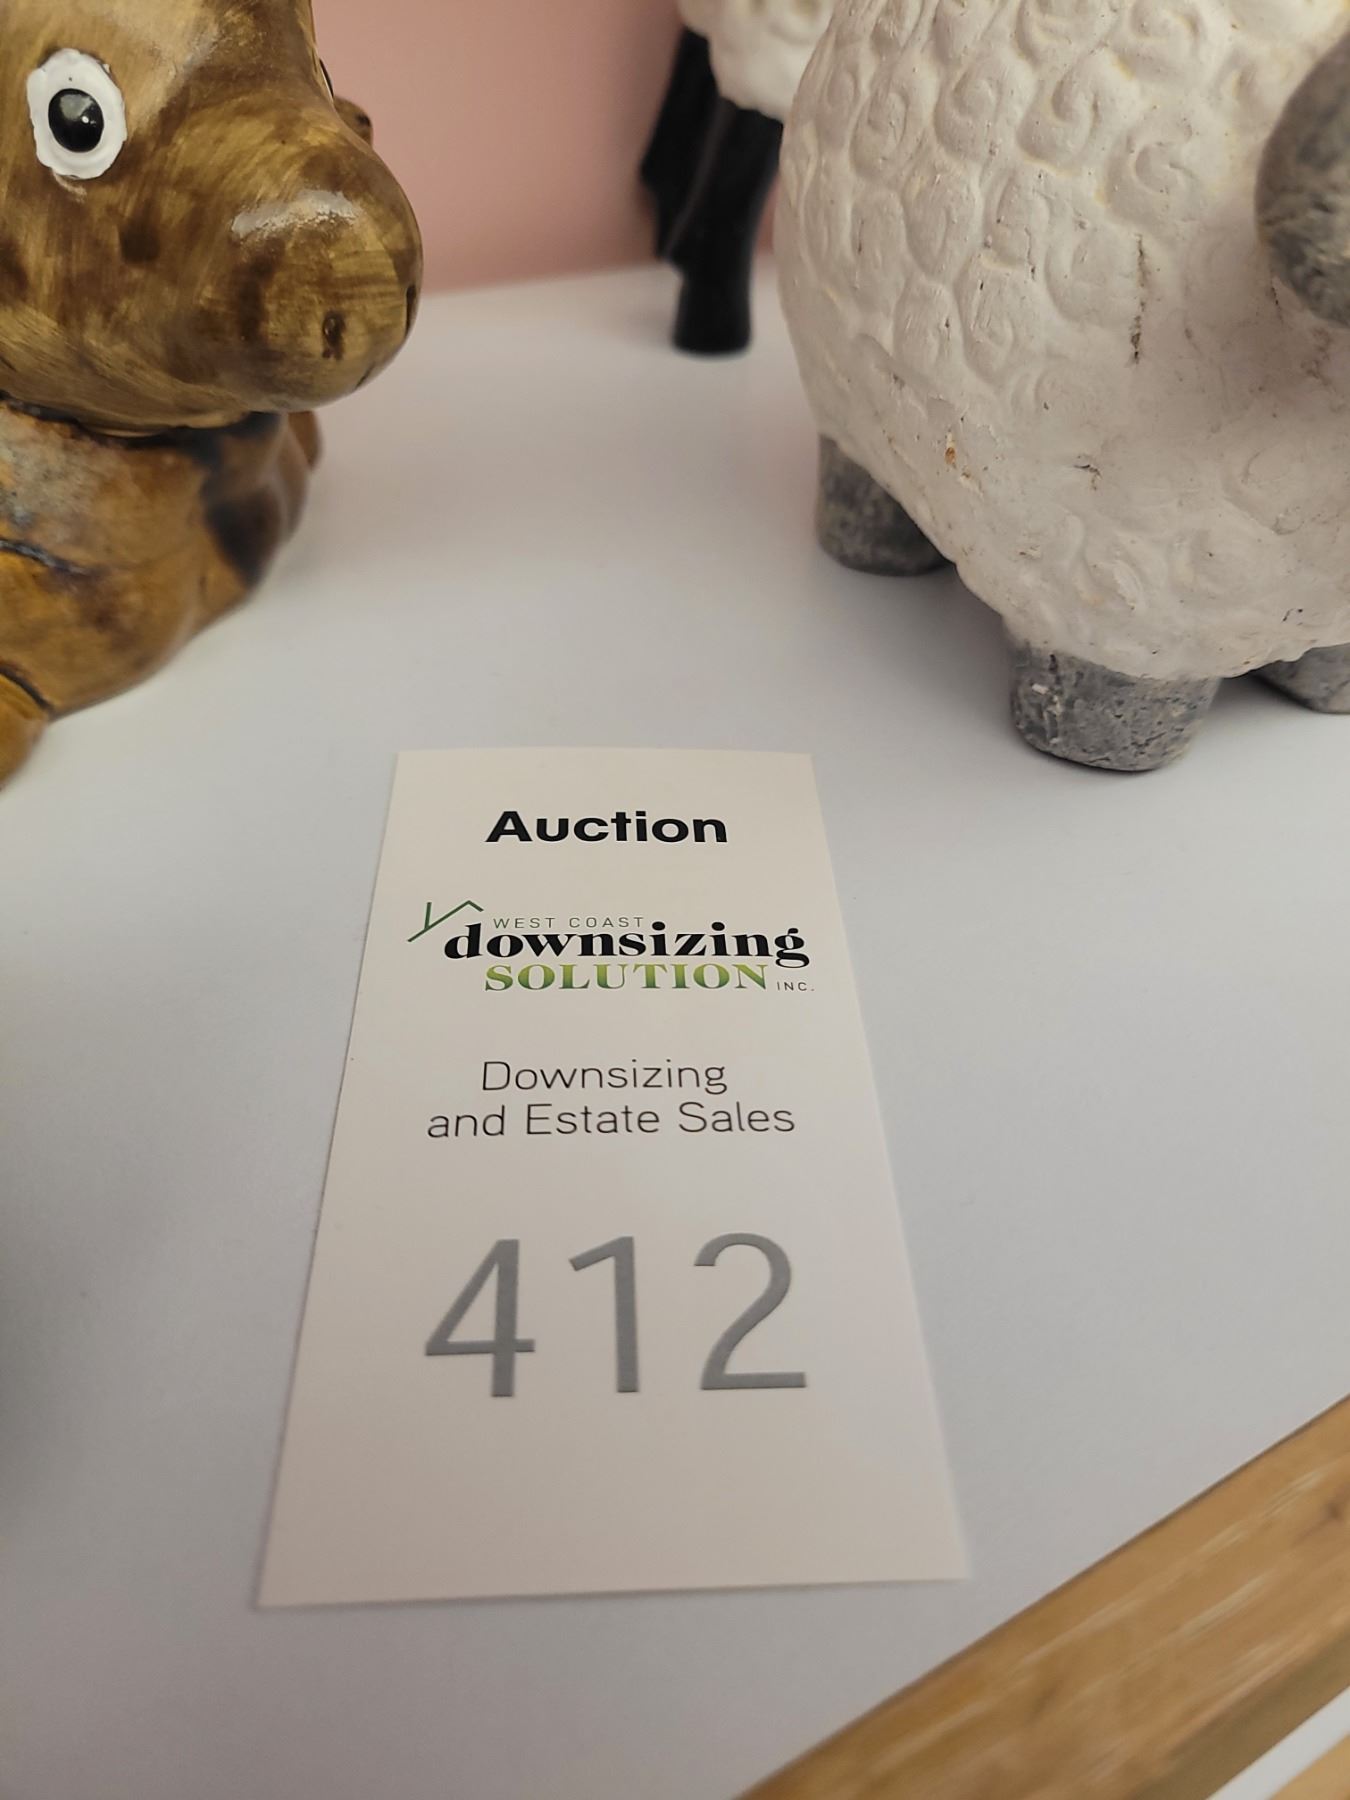 Auction
WEST COAST
downsizing
SOLUTION INC.
Downsizing
and Estate Sales
412